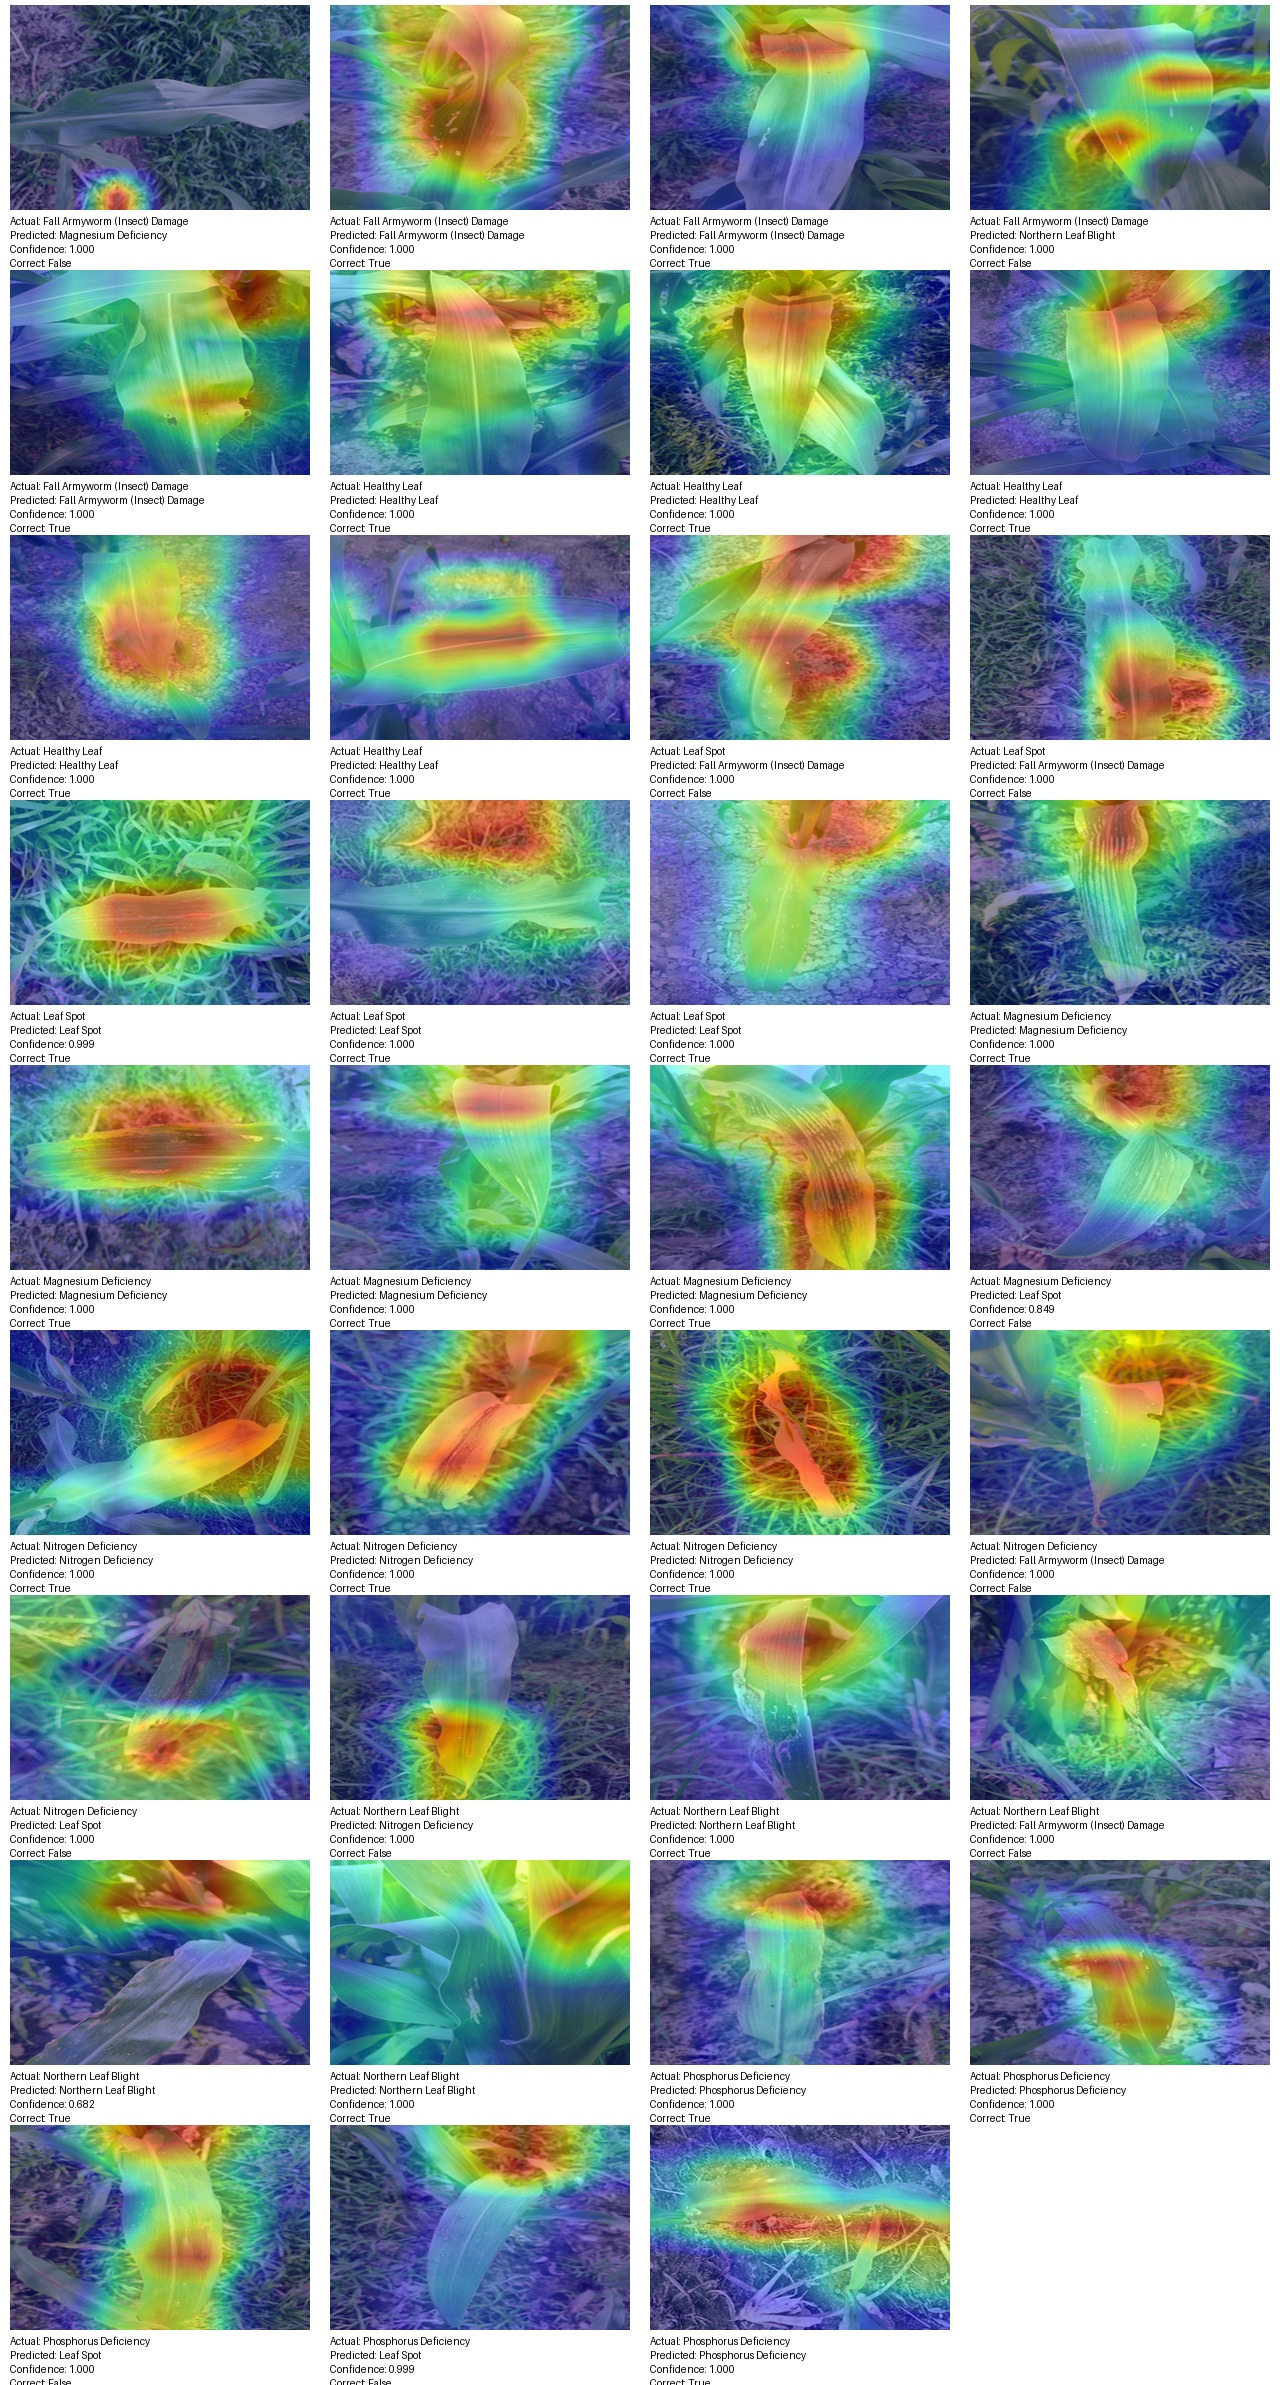 Actual: Fall Armyworm (Insect) Damage
Predicted: Magnesium Deficiency
Confidence: 1.000
Correct: False
Actual: Fall Armyworm (Insect) Damage
Predicted: Fall Armyworm (Insect) Damage
Confidence: 1.000
Correct: True
Actual: Fall Armyworm (Insect) Damage
Predicted: Fall Armyworm (Insect) Damage
Confidence: 1.000
Correct: True
Actual: Fall Armyworm (Insect) Damage
Predicted: Northern Leaf Blight
Confidence: 1.000
Correct: False
Actual: Fall Armyworm (Insect) Damage
Predicted: Fall Armyworm (Insect) Damage
Confidence: 1.000
Correct: True
Actual: Healthy Leaf
Predicted: Healthy Leaf
Confidence: 1.000
Correct: True
Actual: Healthy Leaf
Predicted: Healthy Leaf
Confidence: 1.000
Correct: True
Actual: Healthy Leaf
Predicted: Healthy Leaf
Confidence: 1.000
Correct: True
Actual: Healthy Leaf
Predicted: Healthy Leaf
Confidence: 1.000
Correct: True
Actual: Healthy Leaf
Predicted: Healthy Leaf
Confidence: 1.000
Correct: True
Actual: Leaf Spot
Predicted: Fall Armyworm (Insect) Damage
Confidence: 1.000
Correct: False
Actual: Leaf Spot
Predicted: Fall Armyworm (Insect) Damage
Confidence: 1.000
Correct: False
Actual: Leaf Spot
Predicted: Leaf Spot
Confidence: 0.999
Correct: True
Actual: Leaf Spot
Predicted: Leaf Spot
Confidence: 1.000
Correct: True
Actual: Leaf Spot
Predicted: Leaf Spot
Confidence: 1.000
Correct: True
Actual: Magnesium Deficiency
Predicted: Magnesium Deficiency
Confidence: 1.000
Correct: True
Actual: Magnesium Deficiency
Predicted: Magnesium Deficiency
Confidence: 1.000
Correct: True
Actual: Magnesium Deficiency
Predicted: Magnesium Deficiency
Confidence: 1.000
Correct: True
Actual: Magnesium Deficiency
Predicted: Magnesium Deficiency
Confidence: 1.000
Correct: True
Actual: Magnesium Deficiency
Predicted: Leaf Spot
Confidence: 0.849
Correct: False
Actual: Nitrogen Deficiency
Predicted: Nitrogen Deficiency
Confidence: 1.000
Correct: True
Actual: Nitrogen Deficiency
Predicted: Nitrogen Deficiency
Confidence: 1.000
Correct: True
Actual: Nitrogen Deficiency
Predicted: Nitrogen Deficiency
Confidence: 1.000
Correct: True
Actual: Nitrogen Deficiency
Predicted: Fall Armyworm (Insect) Damage
Confidence: 1.000
Correct: False
Actual: Nitrogen Deficiency
Predicted: Leaf Spot
Confidence: 1.000
Correct: False
Actual: Northern Leaf Blight
Predicted: Nitrogen Deficiency
Confidence: 1.000
Correct: False
Actual: Northern Leaf Blight
Predicted: Northern Leaf Blight
Confidence: 1.000
Correct: True
Actual: Northern Leaf Blight
Predicted: Fall Armyworm (Insect) Damage
Confidence: 1.000
Correct: False
Actual: Northern Leaf Blight
Predicted: Northern Leaf Blight
Confidence: 0.682
Correct: True
Actual: Northern Leaf Blight
Predicted: Northern Leaf Blight
Confidence: 1.000
Correct: True
Actual: Phosphorus Deficiency
Predicted: Phosphorus Deficiency
Confidence: 1.000
Correct: True
Actual: Phosphorus Deficiency
Predicted: Phosphorus Deficiency
Confidence: 1.000
Correct: True
Actual: Phosphorus Deficiency
Predicted: Leaf Spot
Confidence: 1.000
Correct: False
Actual: Phosphorus Deficiency
Predicted: Leaf Spot
Confidence: 0.999
Correct: False
Actual: Phosphorus Deficiency
Predicted: Phosphorus Deficiency
Confidence: 1.000
Correct: True